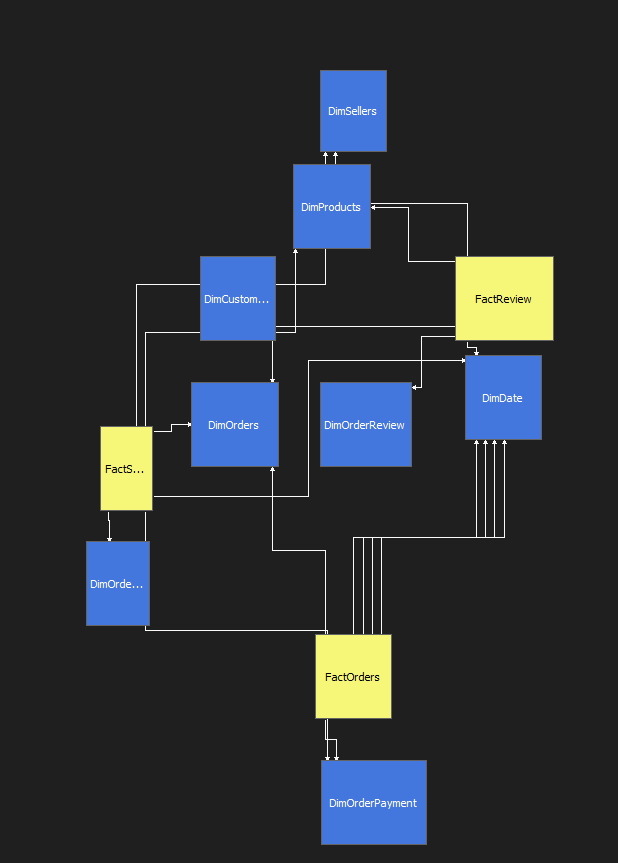 DimSellers
DimProducts
DimCustom...
FactReview
DimDate
DimOrders
DimOrderReview
FactS...
DimOrde...
FactOrders
DimOrderPayment